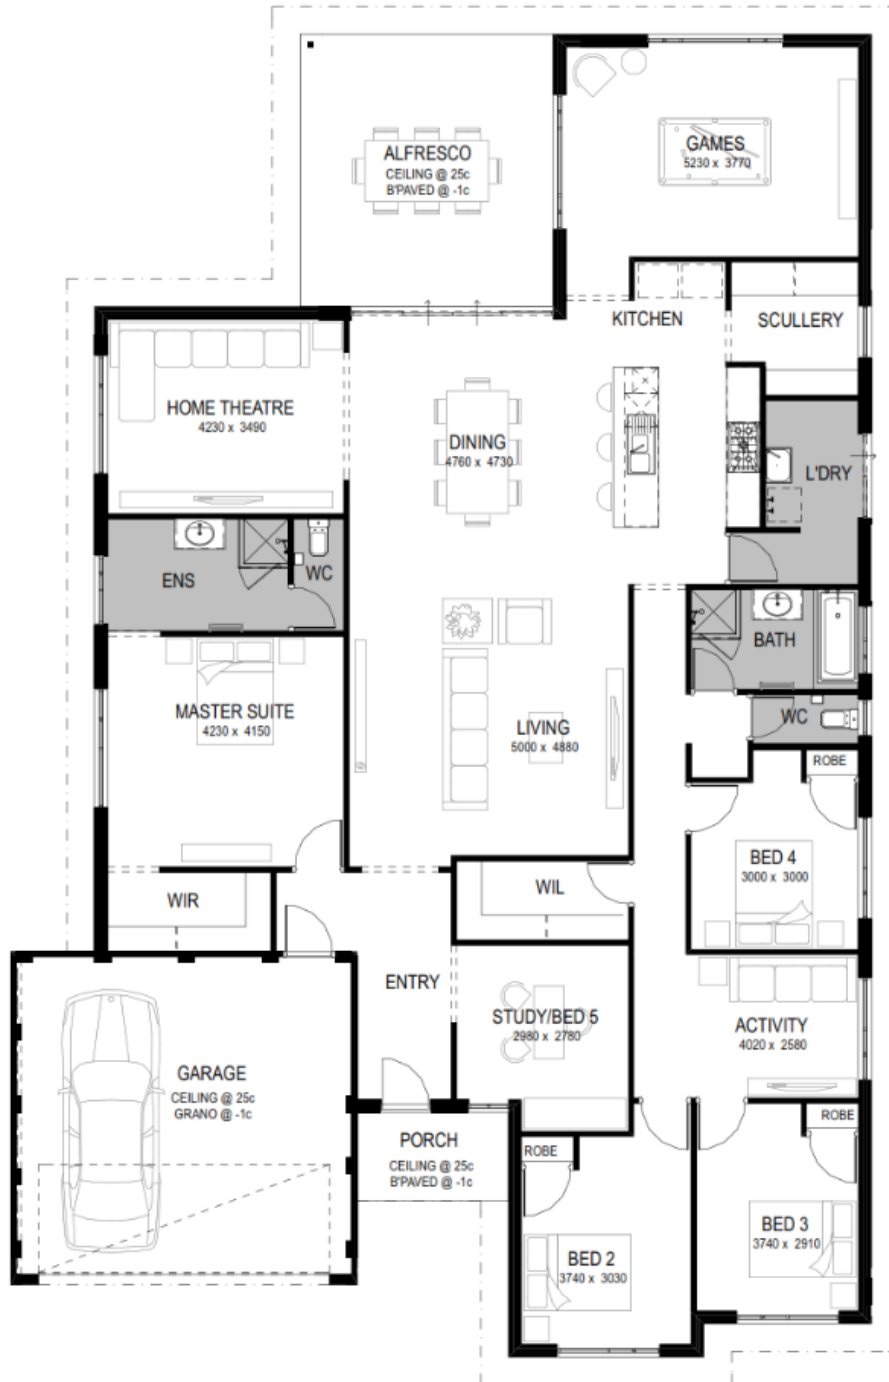 GAMES
5230 x 3770
ALFRESCO
CEILING @ 25c
B'PAVED @ -1c
KITCHEN
SCULLERY
HOME THEATRE
4230 x 3490
DINING
4760 x 4730
L'DRY
ENS
WC
BATH
MASTER SUITE
4230 x 4150
LIVING
5000 x 4880
WC
ROBE
BED 4
3000 x 3000
WIR
WIL
ENTRY
STUDY/BED 5
2980 x 2780
ACTIVITY
4020 x 2580
GARAGE
CEILING @ 25c
GRANO @ -1c
PORCH
CEILING @ 25c
B'PAVED @ -1c
ROBE
ROBE
BED 2
3740 x 3030
BED 3
3740 x 2910